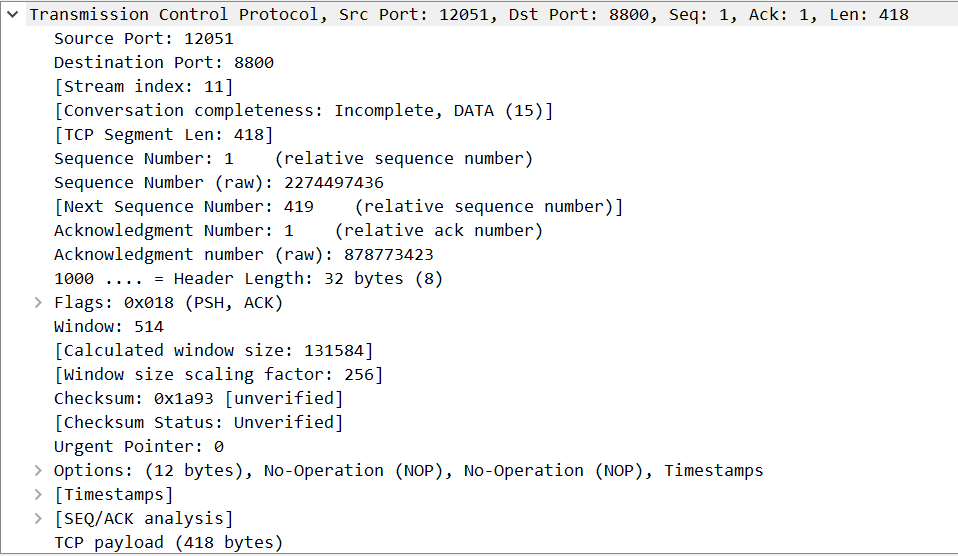 Transmission Control Protocol, Src Port: 12051, Dst Port: 8800, Seq: 1, Ack: 1, Len: 418
Source Port: 12051
Destination Port: 8800
[Stream index: 11]
[Conversation completeness: Incomplete, DATA (15)]
[TCP Segment Len: 418]
Sequence Number: 1    (relative sequence number)
Sequence Number (raw): 2274497436
[Next Sequence Number: 419    (relative sequence number)]
Acknowledgment Number: 1    (relative ack number)
Acknowledgment number (raw): 878773423
1000 .... = Header Length: 32 bytes (8)
Flags: 0x018 (PSH, ACK)
Window: 514
[Calculated window size: 131584]
[Window size scaling factor: 256]
Checksum: 0x1a93 [unverified]
[Checksum Status: Unverified]
Urgent Pointer: 0
Options: (12 bytes), No-Operation (NOP), No-Operation (NOP), Timestamps
[Timestamps]
[SEQ/ACK analysis]
TCP payload (418 bytes)